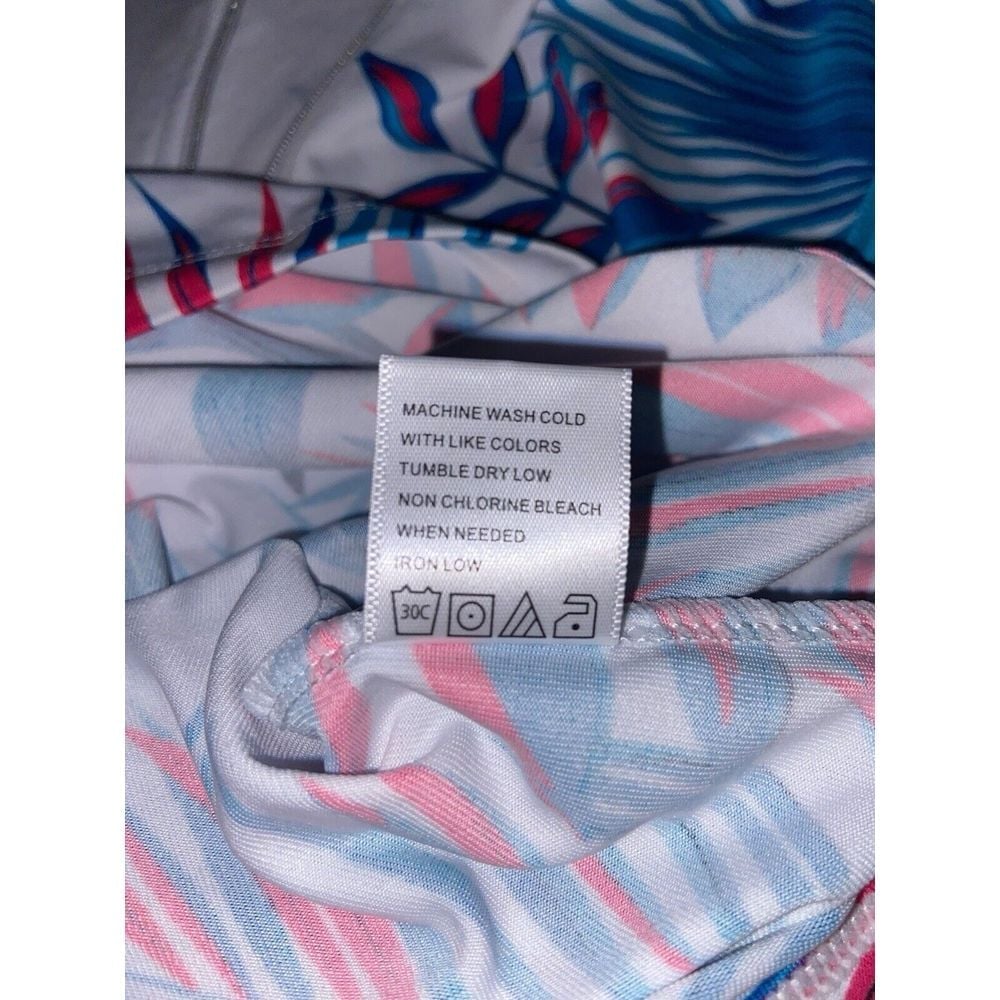 MACHINE WASH COLD
WITH LIKE COLORS
TUMBLE DRY LOW
NON CHLORINE BLEACH
WHEN NEEDED
IRON LOW
30C